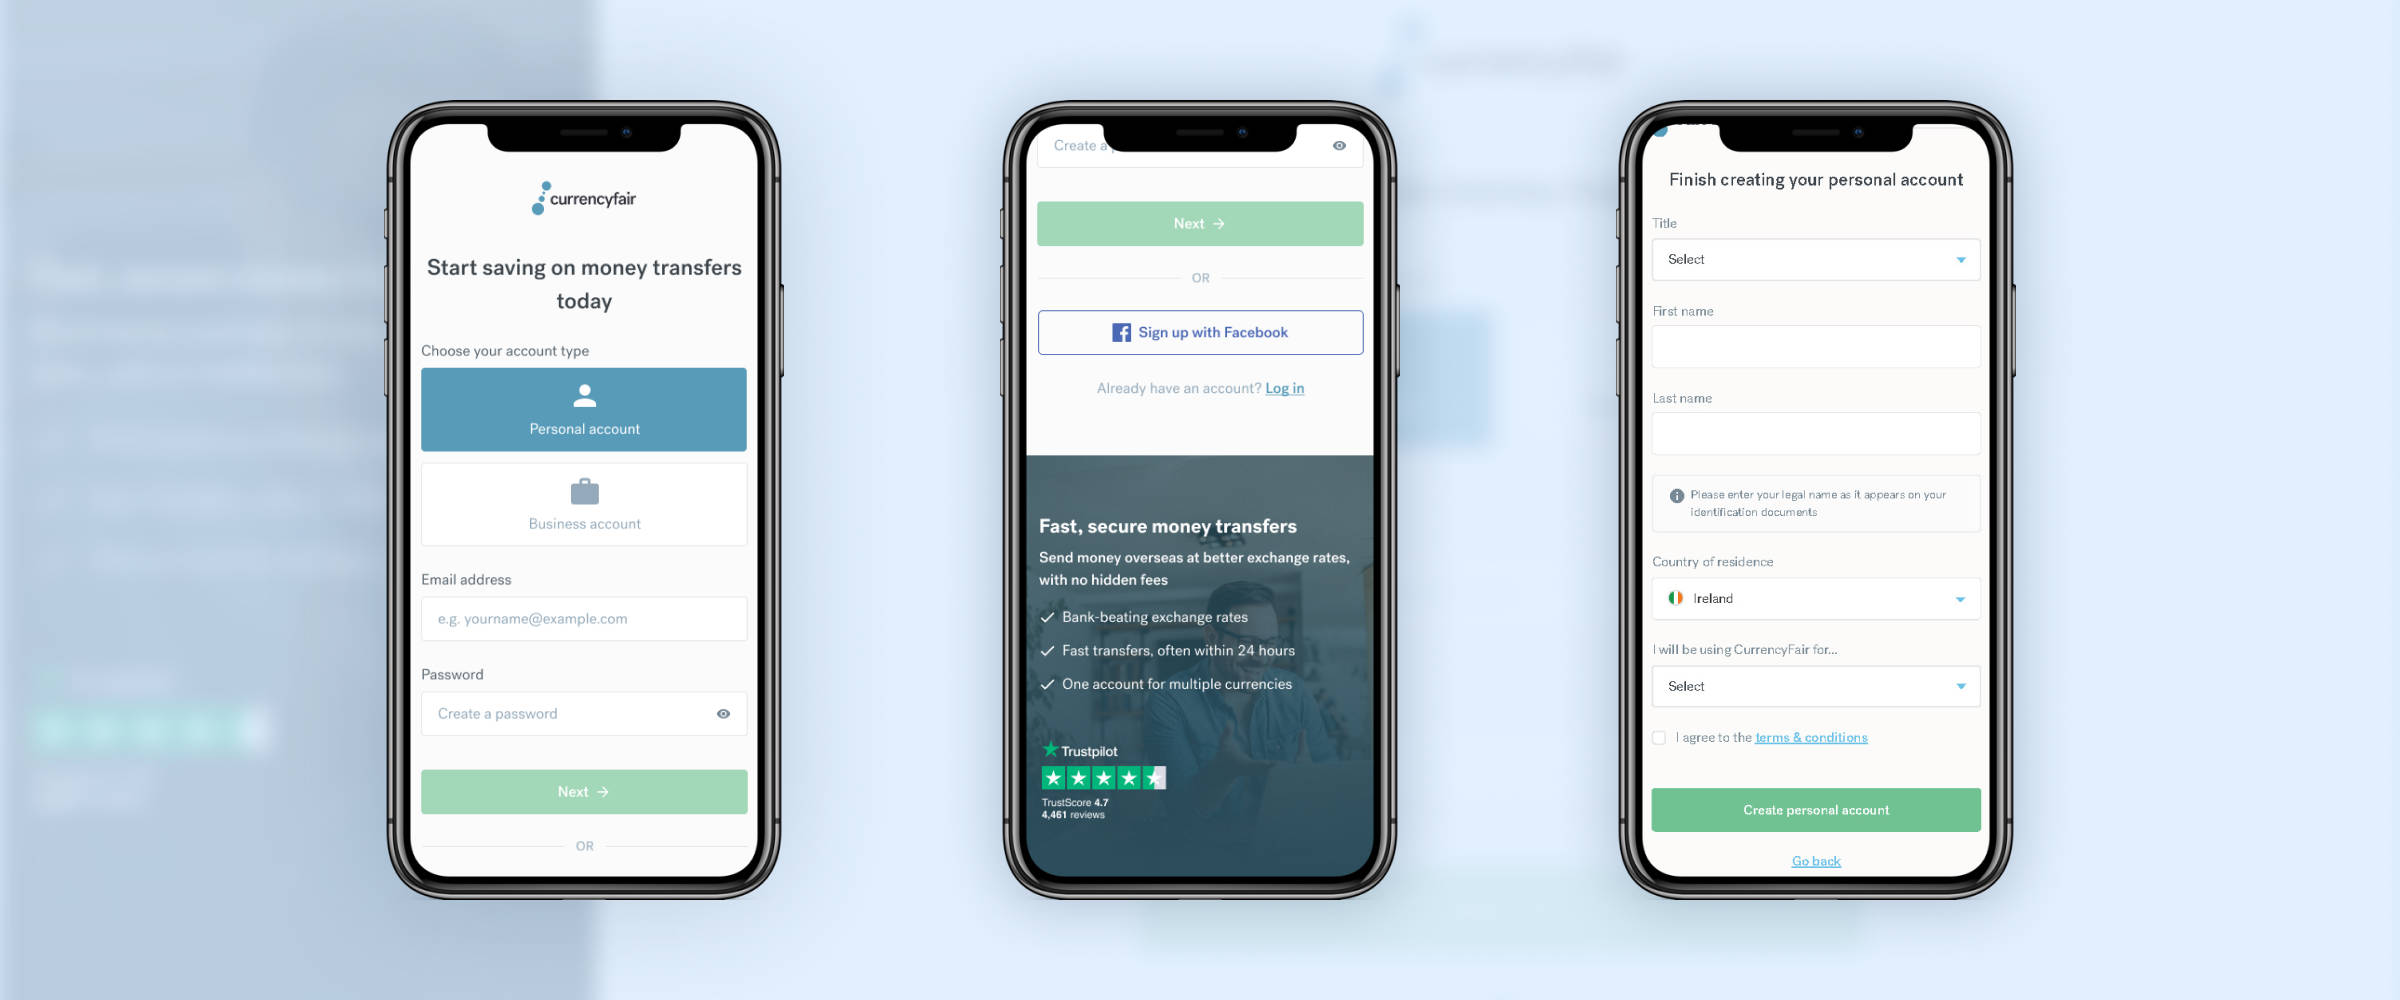 currencyfair
Start saving on money transfers
today
Choose your account type
Personal account
Business account
Email address
e.g. yourname@example.com
Password
Create a password
Next →
OR
Create a
Next →
OR
Sign up with Facebook
Already have an account? Log in
Fast, secure money transfers
Send money overseas at better exchange rates,
with no hidden fees
Bank-beating exchange rates
Fast transfers, often within 24 hours
One account for multiple currencies
Trustpilot
TrustScore 4.7
4,461 reviews
Finish creating your personal account
Title
Select
First name
Last name
Please enter your legal name as it appears on your
identification documents
Country of residence
Ireland
I will be using CurrencyFair for...
Select
I agree to the terms & conditions
Create personal account
Go back